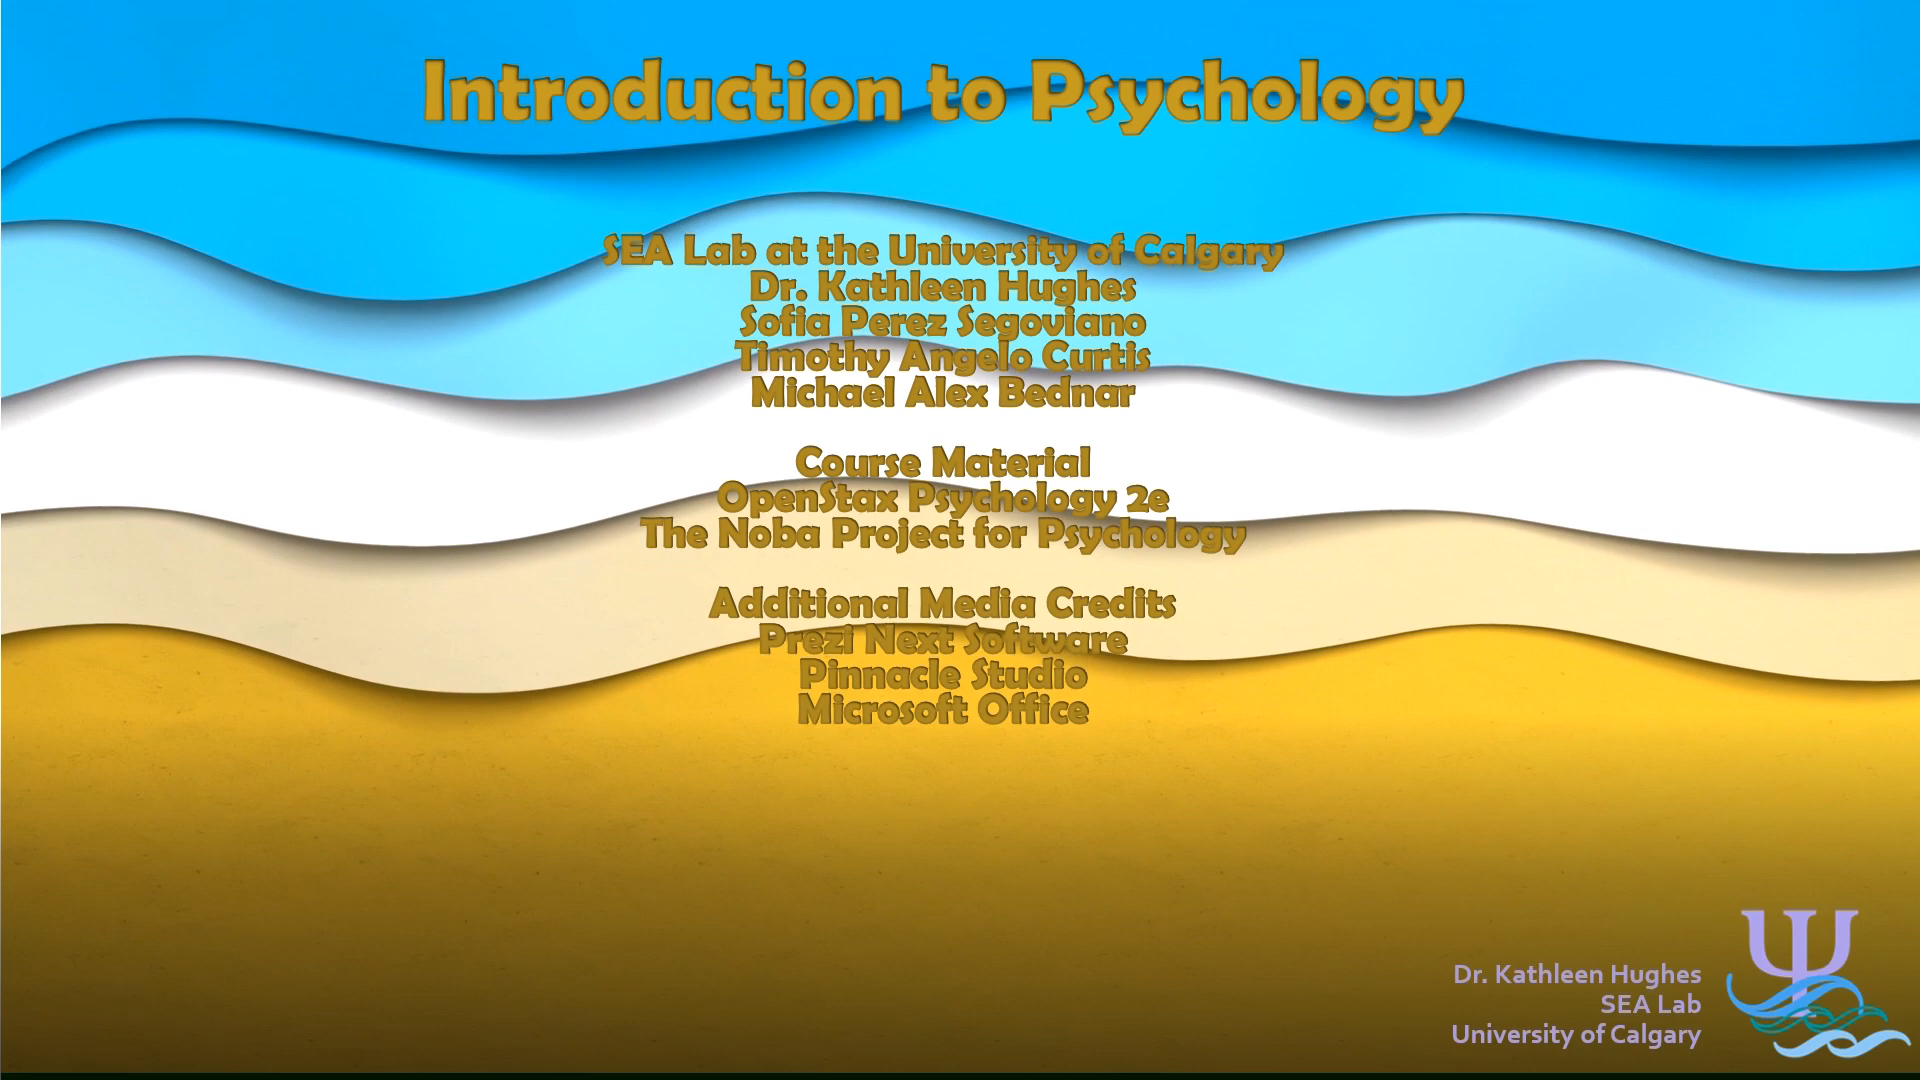 Introduction to Psychology
SEA Lab at the University of Calgary
Dr. Kathleen Hughes
Sofia Perez Segoviano
Timothy Angelo Curtis
Michael Alex Bednar
Course Material
OpenStax Psychology 2e
The Noba Project for Psychology
Additional Media Credits
Prezi Next Software
Pinnacle Studio
Microsoft Office
Dr. Kathleen Hughes
SEA Lab
University of Calgary